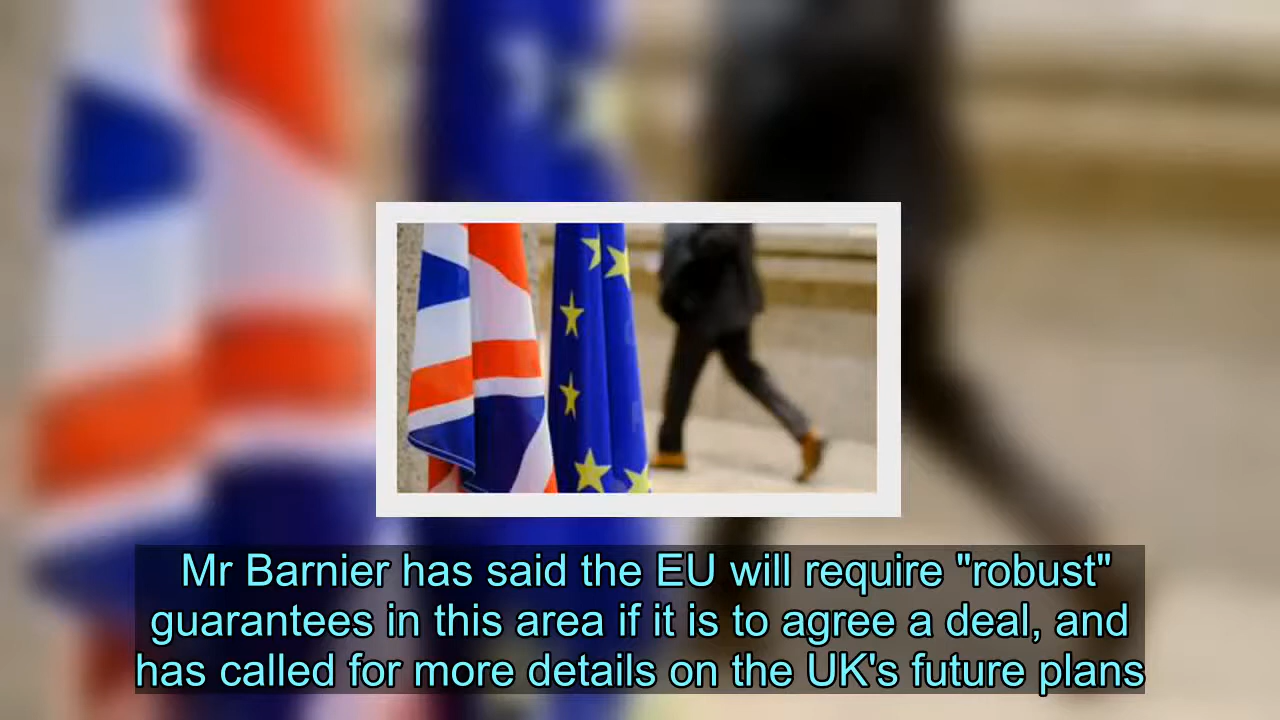 Mr Barnier has said the EU will require "robust"
guarantees in this area if it is to agree a deal, and
has called for more details on the UK's future plans